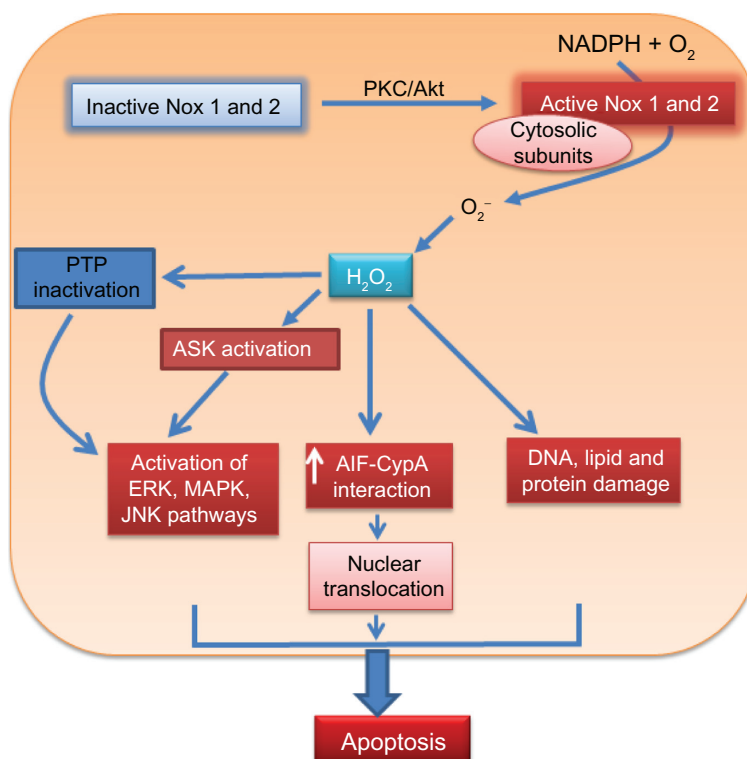 NADPH + O₂
Inactive Nox 1 and 2
PKC/Akt
Active Nox 1 and 2
Cytosolic
subunits
O₂⁻
PTP
inactivation
H₂O₂
ASK activation
Activation of
ERK, MAPK,
JNK pathways
AIF-CypA
interaction
DNA, lipid and
protein damage
Nuclear
translocation
Apoptosis